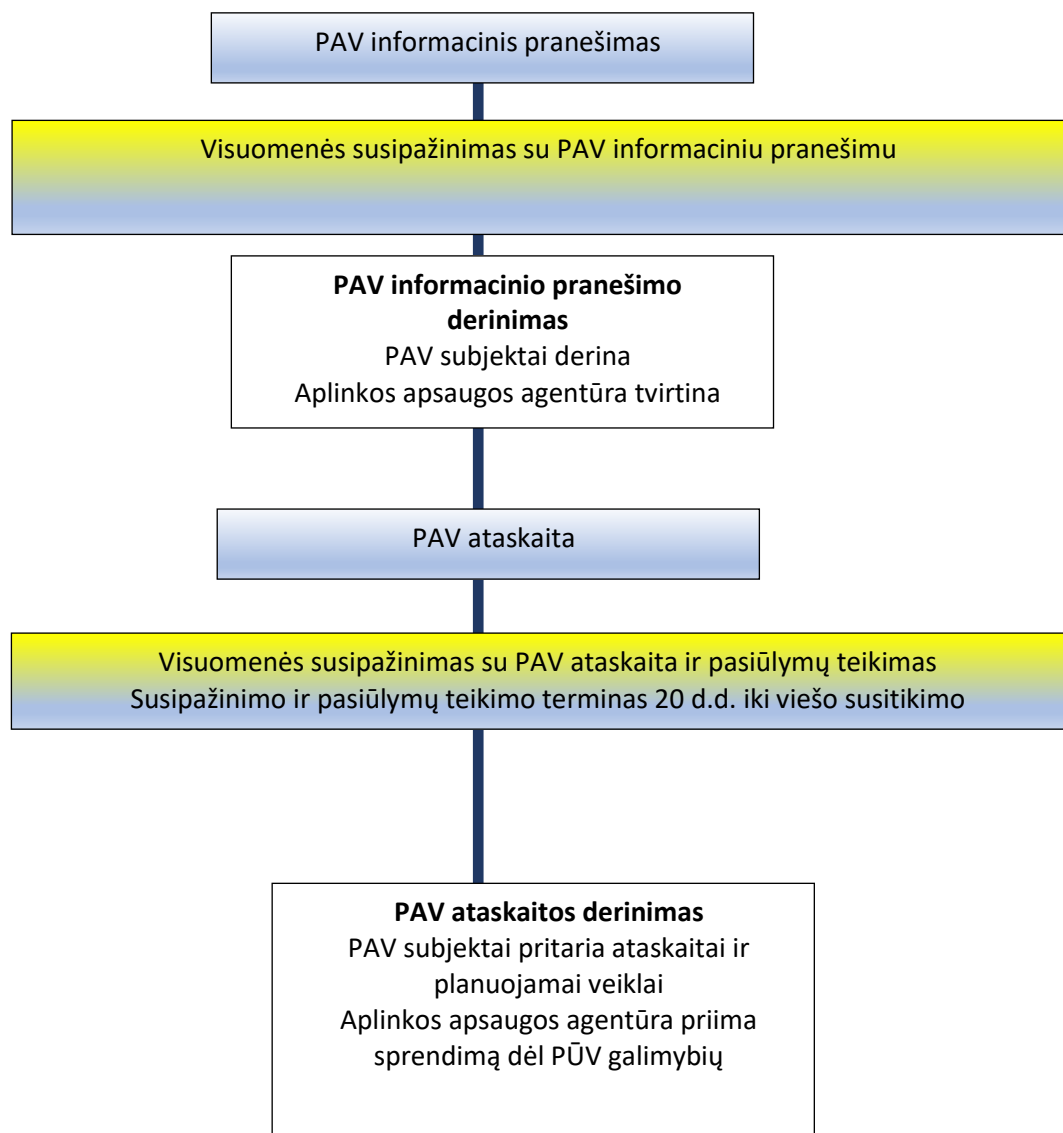 PAV informacinis pranešimas
Visuomenės susipažinimas su PAV informaciniu pranešimu
PAV informacinio pranešimo
derinimas
PAV subjektai derina
Aplinkos apsaugos agentūra tvirtina
PAV ataskaita
Visuomenės susipažinimas su PAV ataskaita ir pasiūlymų teikimas
Susipažinimo ir pasiūlymų teikimo terminas 20 d.d. iki viešo susitikimo
PAV ataskaitos derinimas
PAV subjektai pritaria ataskaitai ir
planuojamai veiklai
Aplinkos apsaugos agentūra priima
sprendimą dėl PŪV galimybių